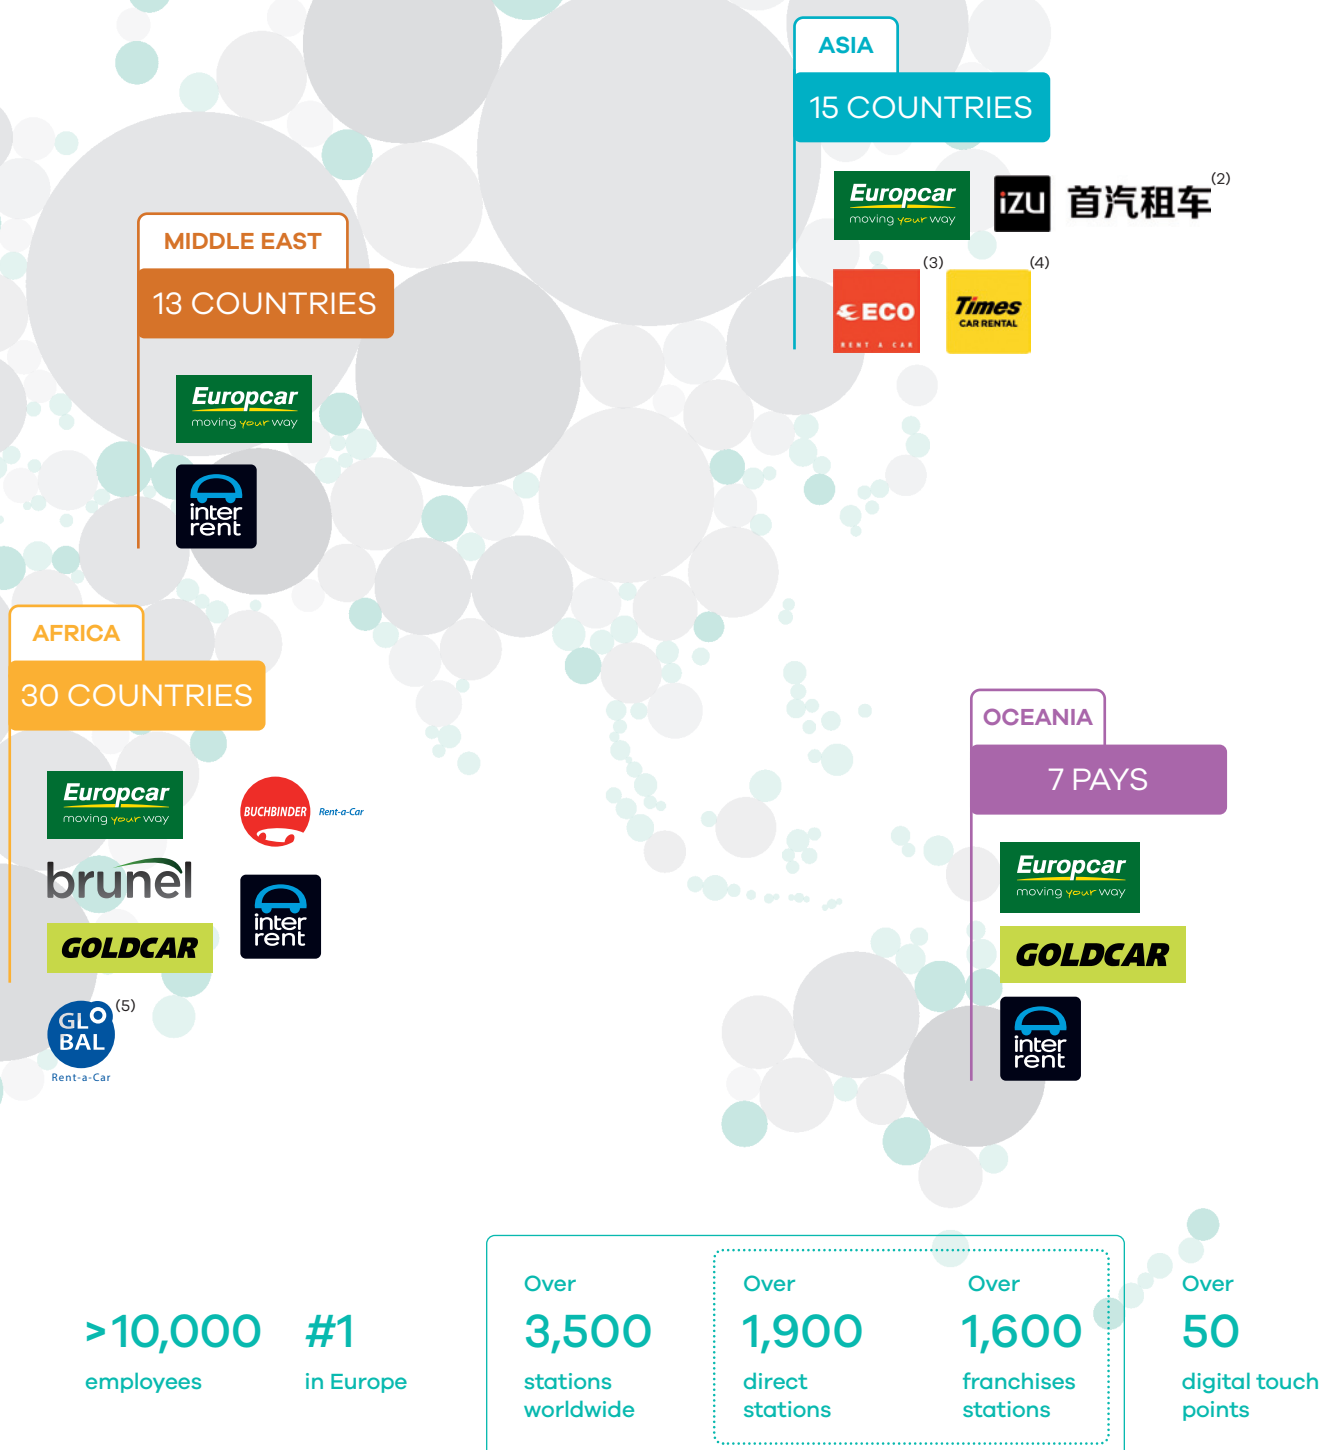 ASIA
15 COUNTRIES
Europcar
moving your way
iZU 首汽租车 (2)
ECO
RENT A CAR
(3)
Times
CAR RENTAL
(4)
MIDDLE EAST
13 COUNTRIES
Europcar
moving your way
inter
rent
AFRICA
30 COUNTRIES
Europcar
moving your way
BUCHBINDER Rent-a-Car
brunel
GOLDCAR
inter
rent
GLO
BAL
Rent-a-Car
(5)
OCEANIA
7 PAYS
Europcar
moving your way
GOLDCAR
inter
rent
>10,000
employees
#1
in Europe
Over
3,500
stations
worldwide
Over
1,900
direct
stations
Over
1,600
franchises
stations
Over
50
digital touch
points